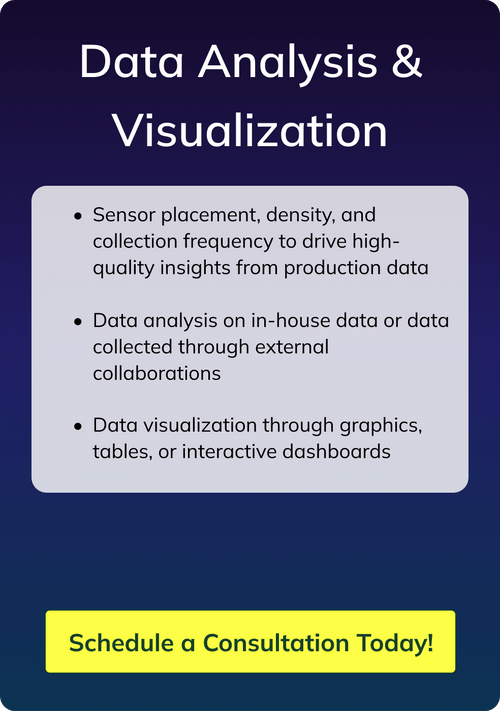 Data Analysis &
Visualization
• Sensor placement, density, and
collection frequency to drive high-
quality insights from production data
• Data analysis on in-house data or data
collected through external
collaborations
• Data visualization through graphics,
tables, or interactive dashboards
Schedule a Consultation Today!